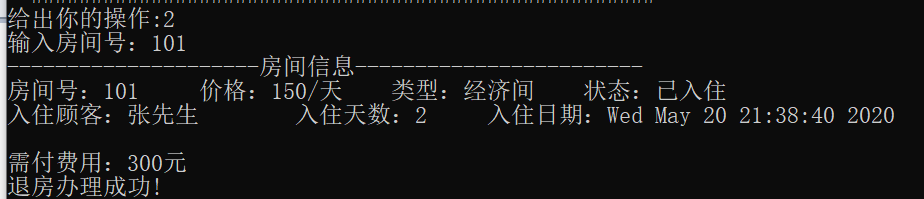 给出你的操作:2
输入房间号：101
---------------------房间信息------------------------
房间号：101 价格：150/天 类型：经济间 状态：已入住
入住顾客：张先生 入住天数：2 入住日期：Wed May 20 21:38:40 2020
需付费用：300元
退房办理成功!